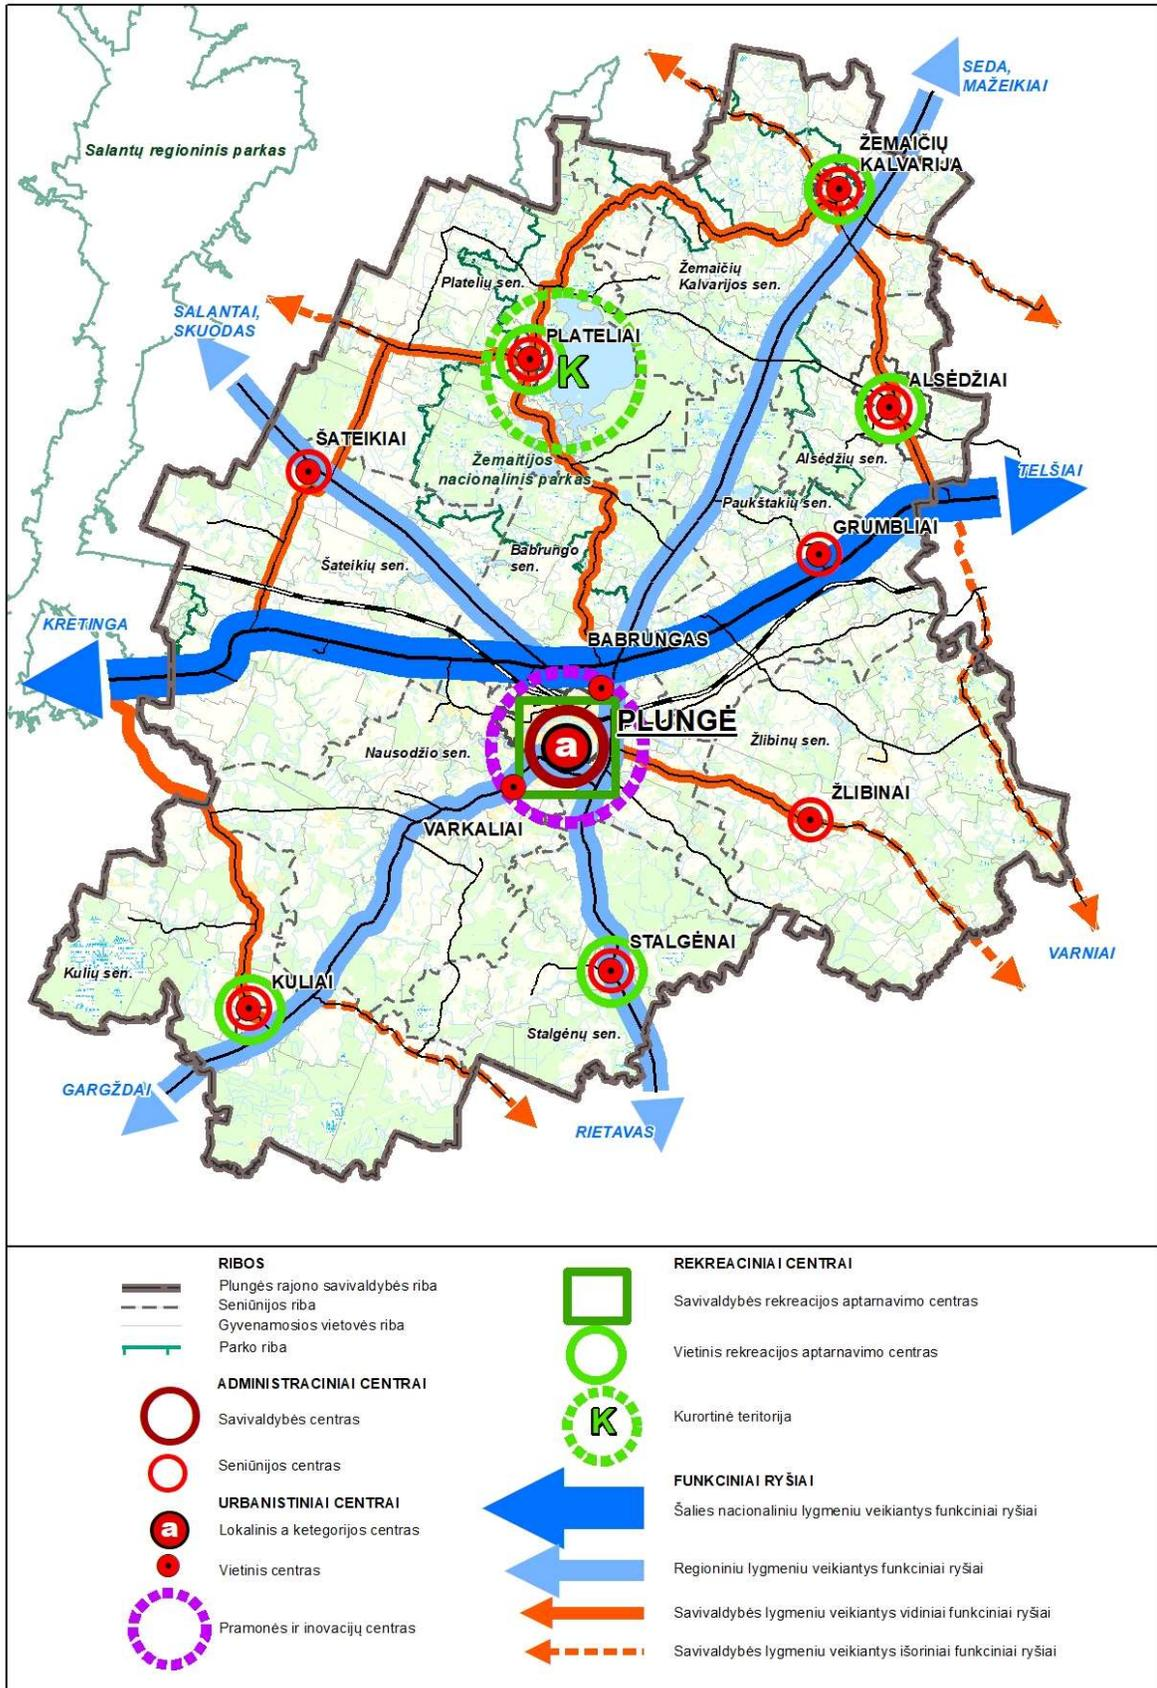 SEDA,
MAŽEIKIAI
ŽEMAIČIŲ
KALVARIJA
Salantų regioninis parkas
Platelių sen.
Žemaičių
Kalvarijos sen.
SALANTAI,
SKUODAS
PLATELIAI
K
ALSĖDŽIAI
ŠATEIKIAI
Žemaitijos
nacionalinis parkas
Alsėdžių sen.
TELŠIAI
Paukštakių sen.
GRUMBLIAI
Babrungo
sen.
Šateikių sen.
KRETINGA
BABRUNGAS
PLUNGĖ
a
Nausodžio sen.
Žlibinų sen.
ŽLIBINAI
VARKALIAI
STALGĖNAI
VARNIAI
Kulių sen.
KULIAI
Stalgėnų sen.
GARGŽDAI
RIETAVAS
RIBOS
Plungės rajono savivaldybės riba
Seniūnijos riba
Gyvenamosios vietovės riba
Parko riba
ADMINISTRACINIAI CENTRAI
Savivaldybės centras
Seniūnijos centras
URBANISTINIAI CENTRAI
a
Lokalinis a ketegorijos centras
Vietinis centras
Pramonės ir inovacijų centras
REKREACINIAI CENTRAI
Savivaldybės rekreacijos aptarnavimo centras
Vietinis rekreacijos aptarnavimo centras
K
Kurortinė teritorija
FUNKCINIAI RYŠIAI
Šalies nacionaliniu lygmeniu veikiantys funkciniai ryšiai
Regioniniu lygmeniu veikiantys funkciniai ryšiai
Savivaldybės lygmeniu veikiantys vidiniai funkciniai ryšiai
Savivaldybės lygmeniu veikiantys išoriniai funkciniai ryšiai